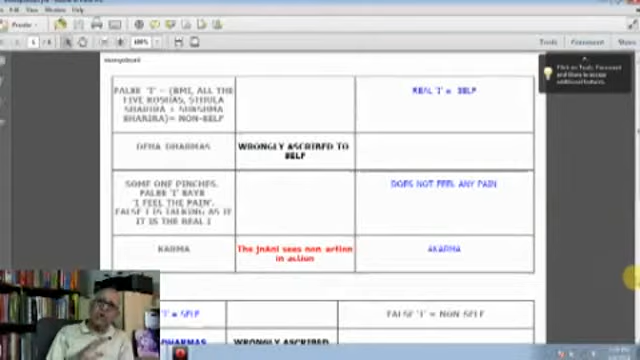 100%
Tools
Comment
Share
FALSE 'I' = (BMI, ALL THE
FIVE KOSHAS, STHULA
SHARIRA + SUKSHMA
SHARIRA)= NON-SELF
REAL 'I' = SELF
DEHA DHARMAS
WRONGLY ASCRIBED TO
SELF
SOME ONE PINCHES.
FALSE 'I' SAYS
'I FEEL THE PAIN'.
FALSE I IS TALKING AS IF
IT IS THE REAL I
DOES NOT FEEL ANY PAIN
KARMA
The jnAni sees non action
in action
AKARMA
'I' = SELF
FALSE 'I' = NON SELF
DHARMAS
WRONGLY ASCRIBED